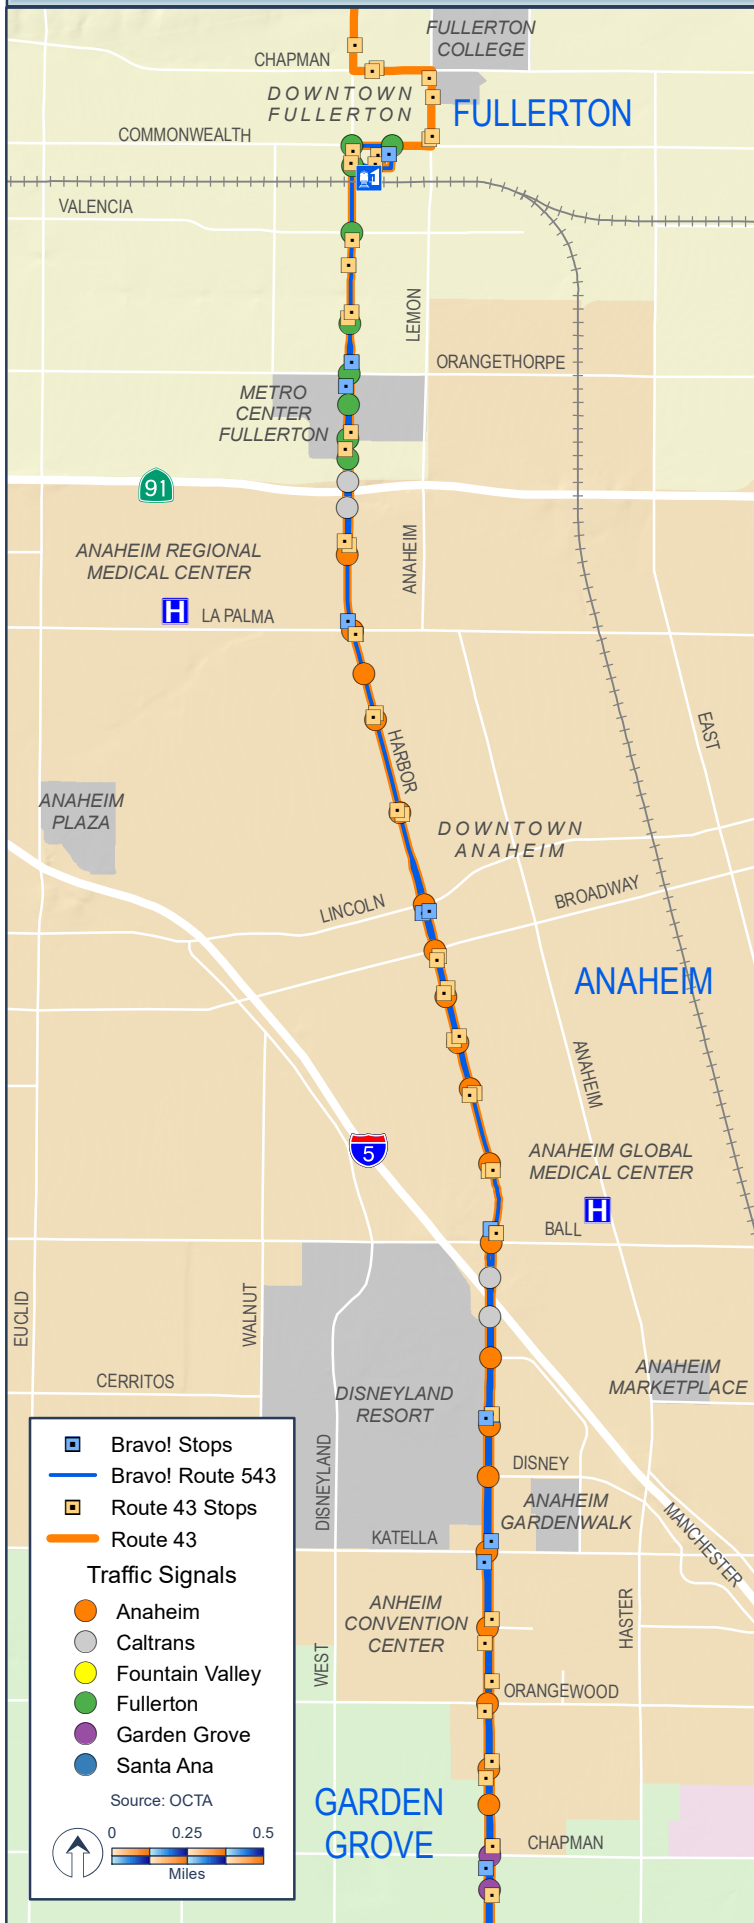 FULLERTON
COLLEGE
CHAPMAN
DOWNTOWN
FULLERTON
FULLERTON
COMMONWEALTH
VALENCIA
LEMON
ORANGETHORPE
METRO
CENTER
FULLERTON
91
ANAHEIM REGIONAL
MEDICAL CENTER
ANAHEIM
H
LA PALMA
EAST
HARBOR
ANAHEIM
PLAZA
DOWNTOWN
ANAHEIM
BROADWAY
LINCOLN
ANAHEIM
ANAHEIM
5
ANAHEIM GLOBAL
MEDICAL CENTER
H
BALL
EUCLID
WALNUT
CERRITOS
DISNEYLAND
RESORT
ANAHEIM
MARKETPLACE
DISNEYLAND
DISNEY
ANAHEIM
GARDENWALK
MANCHESTER
KATELLA
ANHEIM
CONVENTION
CENTER
HASTER
WEST
ORANGEWOOD
GARDEN
GROVE
CHAPMAN
Bravo! Stops
Bravo! Route 543
Route 43 Stops
Route 43
Traffic Signals
Anaheim
Caltrans
Fountain Valley
Fullerton
Garden Grove
Santa Ana
Source: OCTA
0 0.25 0.5
Miles